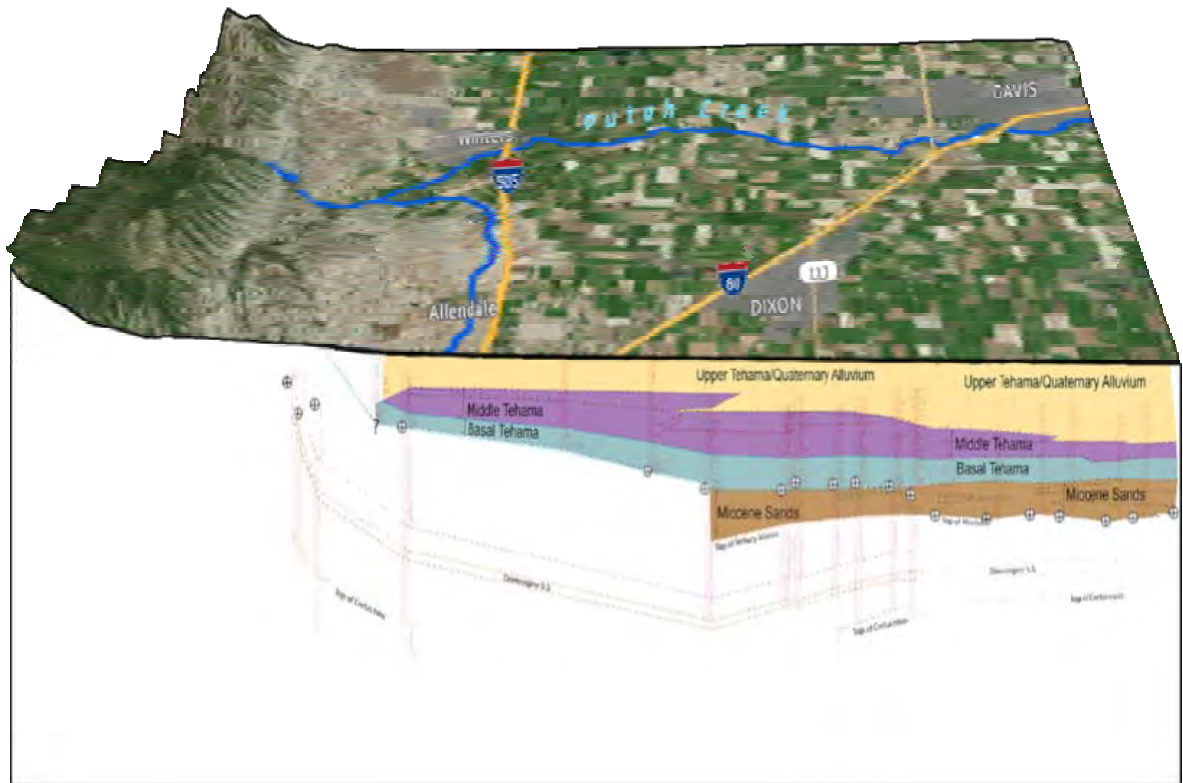 DAVIS
Putah Creek
Winters
505
80
113
DIXON
Allendale
Upper Tehama/Quaternary Alluvium
Upper Tehama/Quaternary Alluvium
Middle Tehama
Basal Tehama
Middle Tehama
Basal Tehama
?
Miocene Sands
Miocene Sands